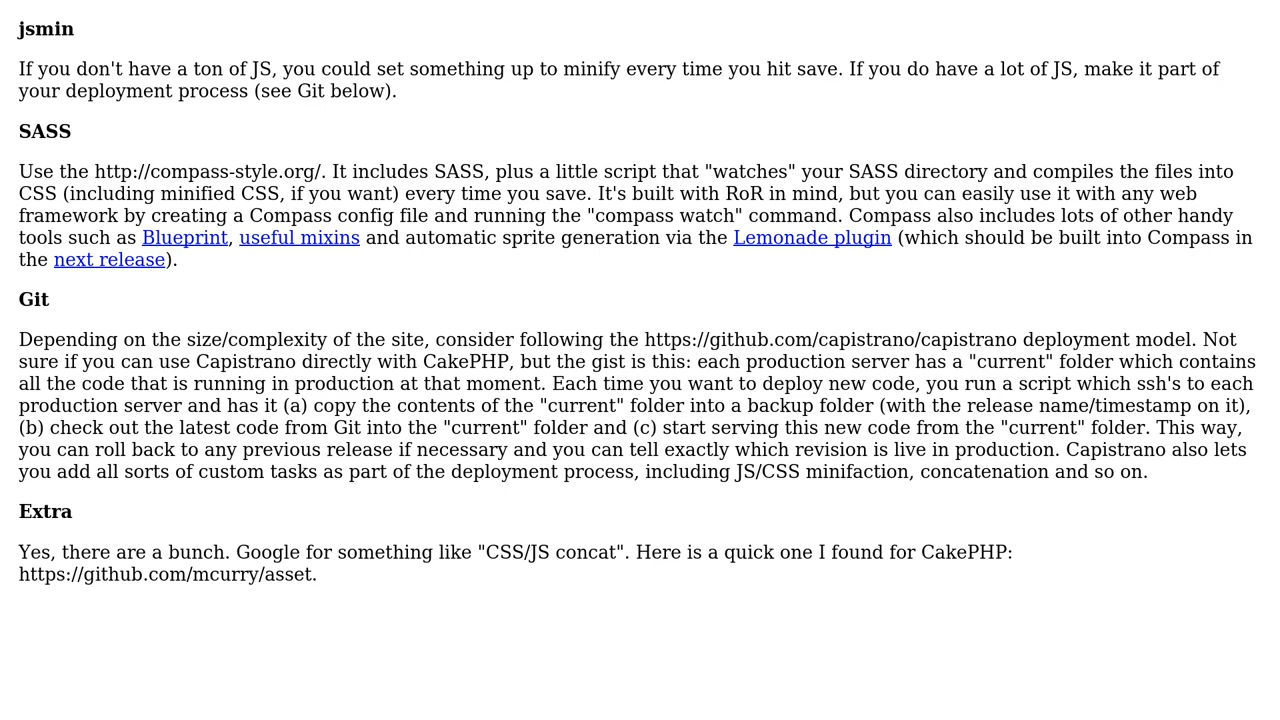 jsmin
If you don't have a ton of JS, you could set something up to minify every time you hit save. If you do have a lot of JS, make it part of
your deployment process (see Git below).
SASS
Use the http://compass-style.org/. It includes SASS, plus a little script that "watches" your SASS directory and compiles the files into
CSS (including minified CSS, if you want) every time you save. It's built with RoR in mind, but you can easily use it with any web
framework by creating a Compass config file and running the "compass watch" command. Compass also includes lots of other handy
tools such as Blueprint, useful mixins and automatic sprite generation via the Lemonade plugin (which should be built into Compass in
the next release).
Git
Depending on the size/complexity of the site, consider following the https://github.com/capistrano/capistrano deployment model. Not
sure if you can use Capistrano directly with CakePHP, but the gist is this: each production server has a "current" folder which contains
all the code that is running in production at that moment. Each time you want to deploy new code, you run a script which ssh's to each
production server and has it (a) copy the contents of the "current" folder into a backup folder (with the release name/timestamp on it),
(b) check out the latest code from Git into the "current" folder and (c) start serving this new code from the "current" folder. This way,
you can roll back to any previous release if necessary and you can tell exactly which revision is live in production. Capistrano also lets
you add all sorts of custom tasks as part of the deployment process, including JS/CSS minifaction, concatenation and so on.
Extra
Yes, there are a bunch. Google for something like "CSS/JS concat". Here is a quick one I found for CakePHP:
https://github.com/mcurry/asset.